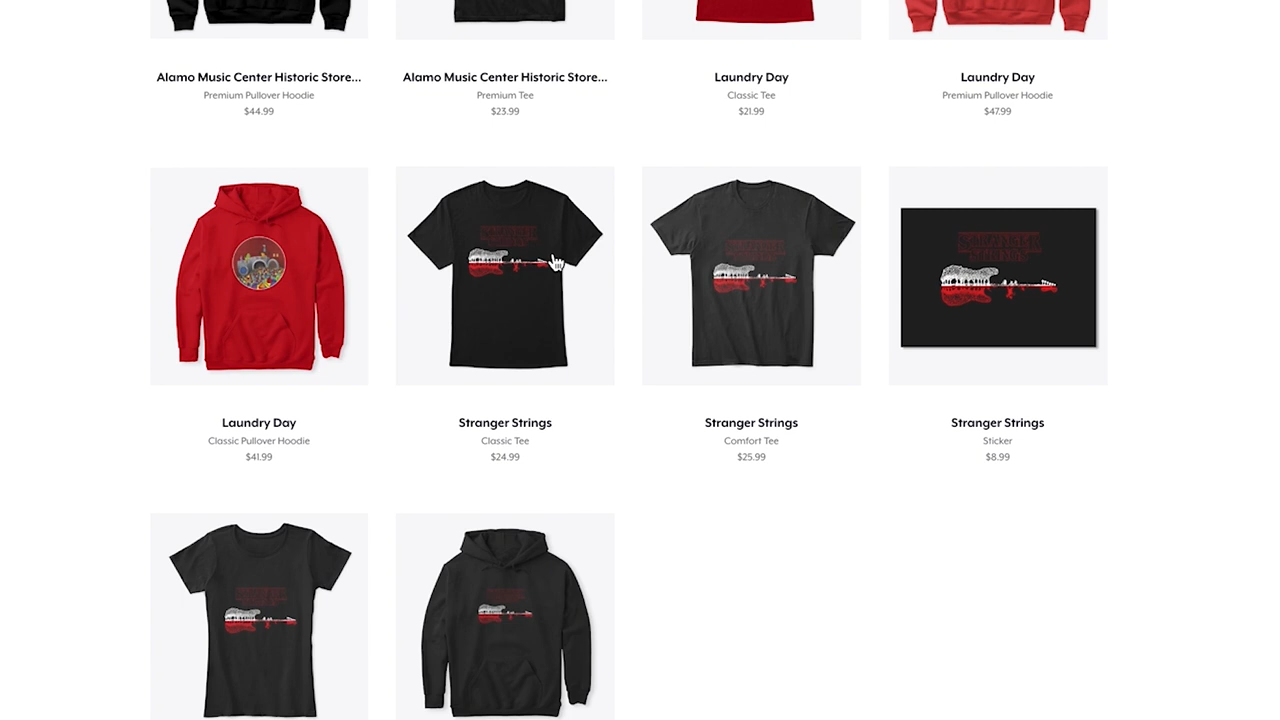 Alamo Music Center Historic Store...
Premium Pullover Hoodie
$44.99
Alamo Music Center Historic Store...
Premium Tee
$23.99
Laundry Day
Classic Tee
$21.99
Laundry Day
Premium Pullover Hoodie
$47.99
STRANGER
STRINGS
Laundry Day
Classic Pullover Hoodie
$41.99
Stranger Strings
Classic Tee
$24.99
Stranger Strings
Comfort Tee
$25.99
Stranger Strings
Sticker
$8.99